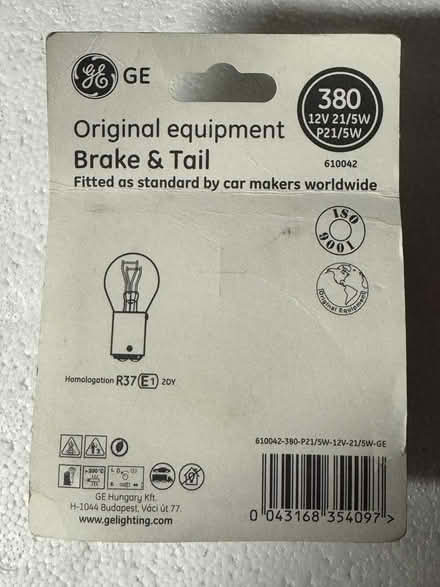 GE GE
380
12V 21/5W
P21/5W
610042
Original equipment
Brake & Tail
Fitted as standard by car makers worldwide
ISO
9001
Original Equipment
Homologation R37 E1 2DY
610042-380-P21/5W-12V-21/5W-GE
GE Hungary Kft.
H-1044 Budapest, Váci út 77.
www.gelighting.com
0 043168 354097 >